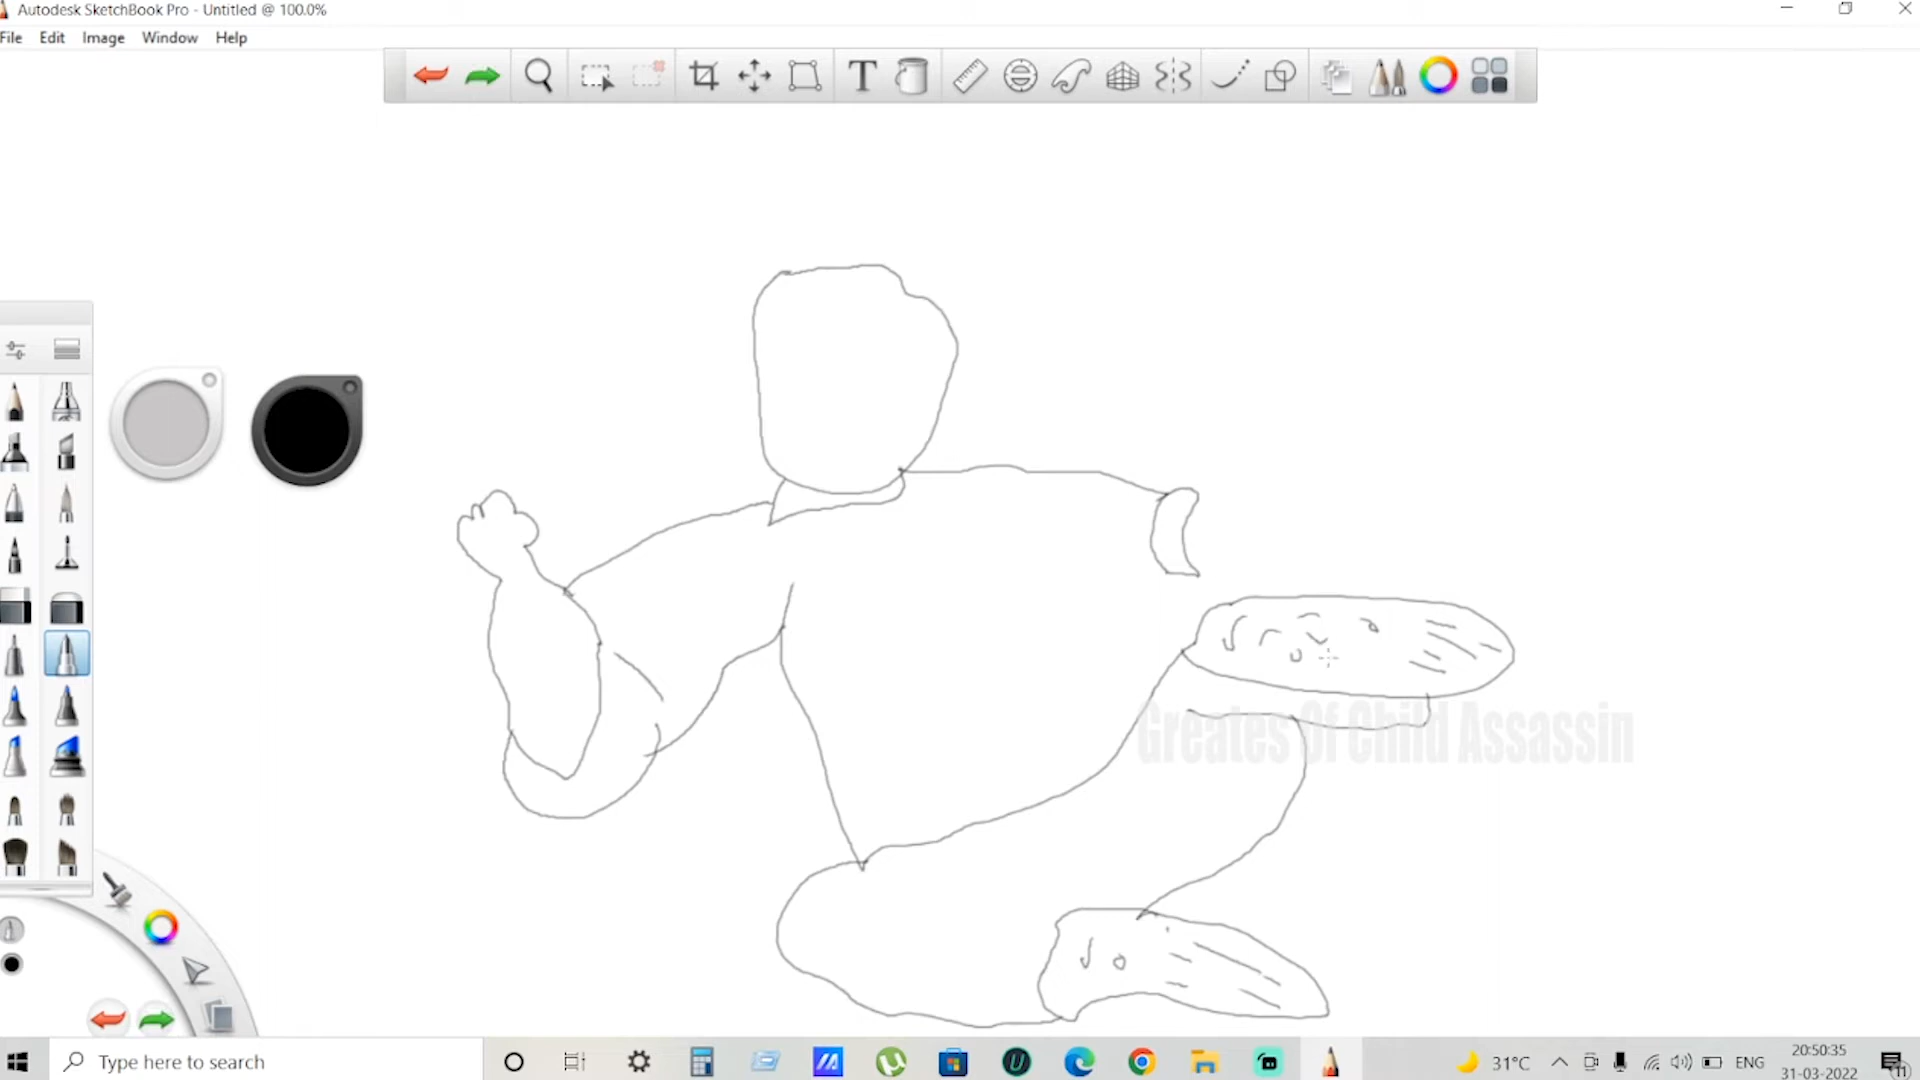 Autodesk SketchBook Pro - Untitled @ 100.0%
File Edit Image Window Help
T
Greates Of Child Assassin
Type here to search
31°C
ENG
20:50:35
31-03-2022
11